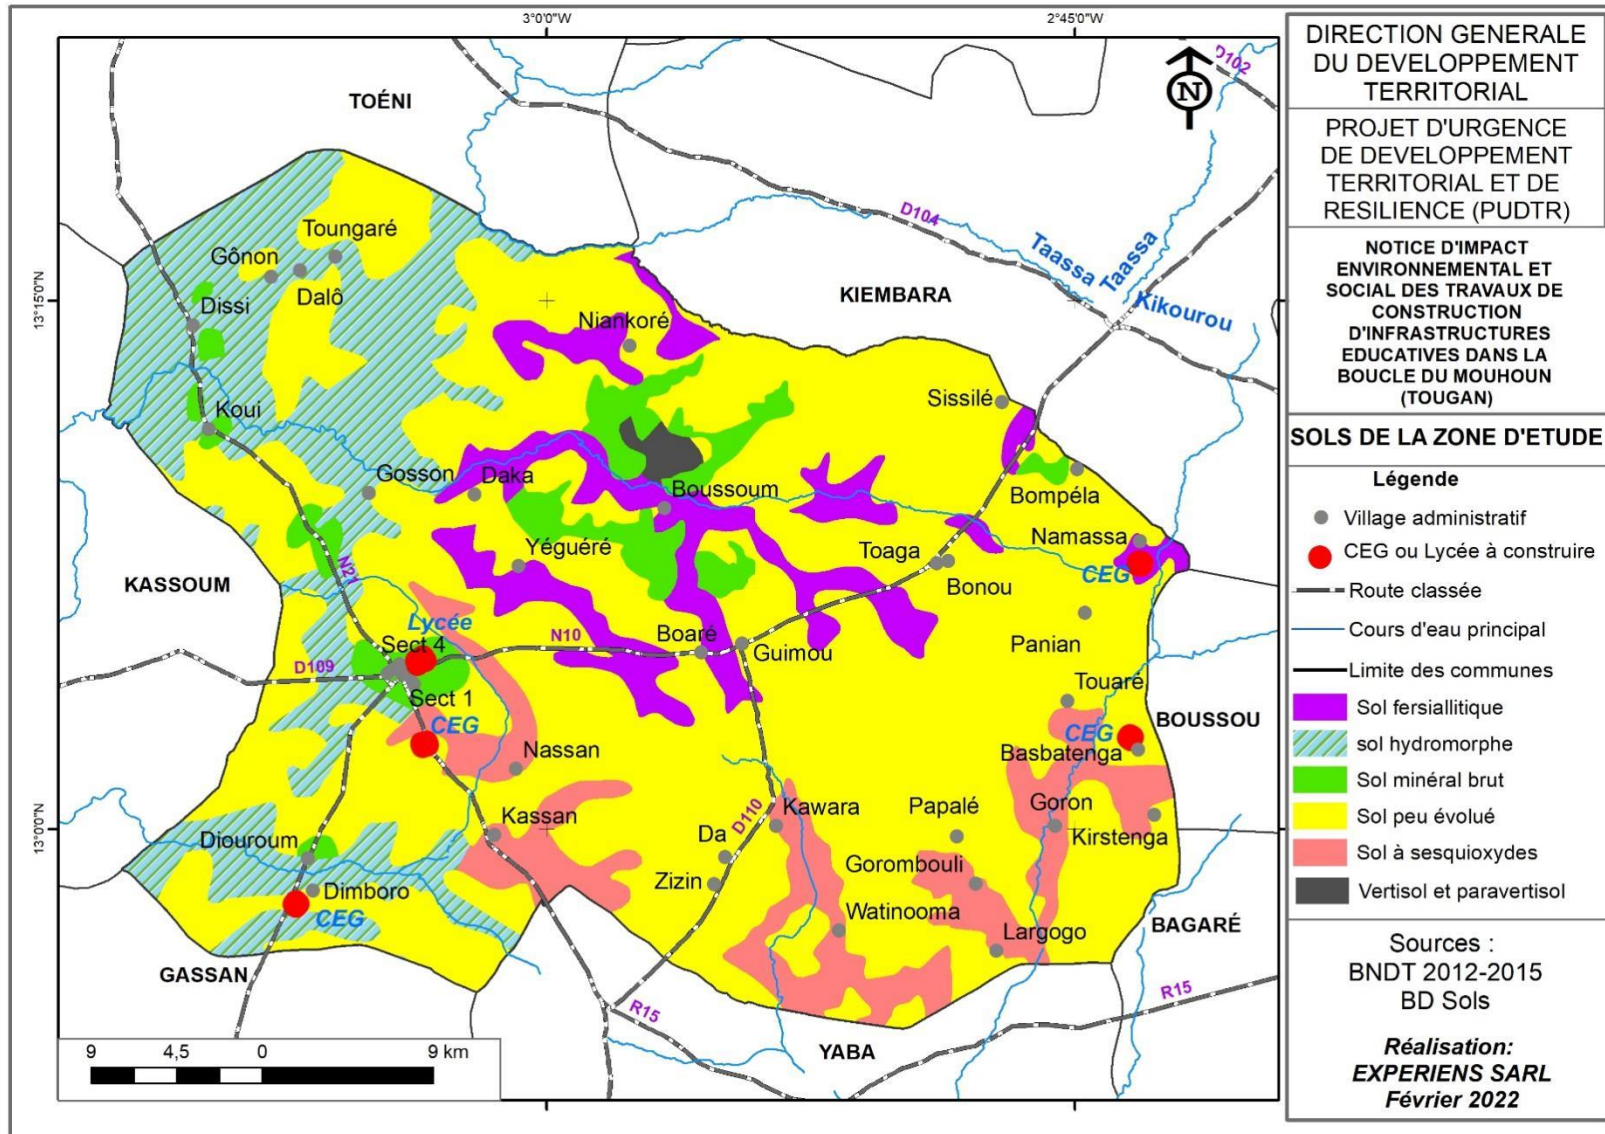 3°0'0"W
2°45'0"W
13°15'0"N
13°0'0"N
TOÉNI
D102
D104
Taassa
Taassa
Kikourou
KIEMBARA
Toungaré
Gônon
Dalô
Dissi
Niankoré
Sissilé
Koui
Gosson
Daka
Boussoum
Bompéla
Namassa
CEG
Yéguéré
Toaga
Bonou
N21
KASSOUM
Lycée
Sect 4
N10
Boaré
Guimou
Panian
D109
Sect 1
CEG
Touaré
CEG
BOUSSOU
Basbatenga
Nassan
Kassan
Kawara
Papalé
Goron
Kirstenga
D110
Diouroum
Da
Gorombouli
Zizin
Dimboro
CEG
Watinooma
Largogo
BAGARÉ
GASSAN
R15
R15
YABA
9 4,5 0 9 km
DIRECTION GENERALE
DU DEVELOPPEMENT
TERRITORIAL
PROJET D'URGENCE
DE DEVELOPPEMENT
TERRITORIAL ET DE
RESILIENCE (PUDTR)
NOTICE D'IMPACT
ENVIRONNEMENTAL ET
SOCIAL DES TRAVAUX DE
CONSTRUCTION
D'INFRASTRUCTURES
EDUCATIVES DANS LA
BOUCLE DU MOUHOUN
(TOUGAN)
SOLS DE LA ZONE D'ETUDE
Légende
Village administratif
CEG ou Lycée à construire
Route classée
Cours d'eau principal
Limite des communes
Sol fersiallitique
sol hydromorphe
Sol minéral brut
Sol peu évolué
Sol à sesquioxydes
Vertisol et paravertisol
Sources :
BNDT 2012-2015
BD Sols
Réalisation:
EXPERIENS SARL
Février 2022
N